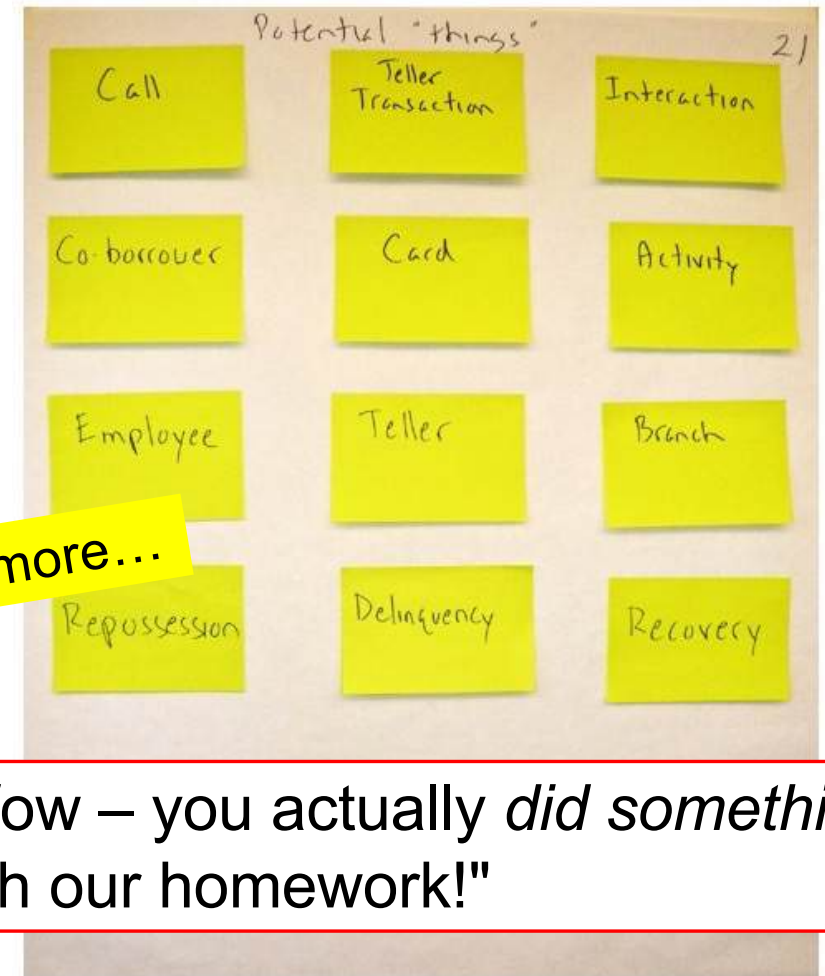 Potential "things"
21
Call
Teller
Transaction
Interaction
Co-borrower
Card
Activity
Employee
Teller
Branch
more…
Repossession
Delinquency
Recovery
ow – you actually did somethi
h our homework!"